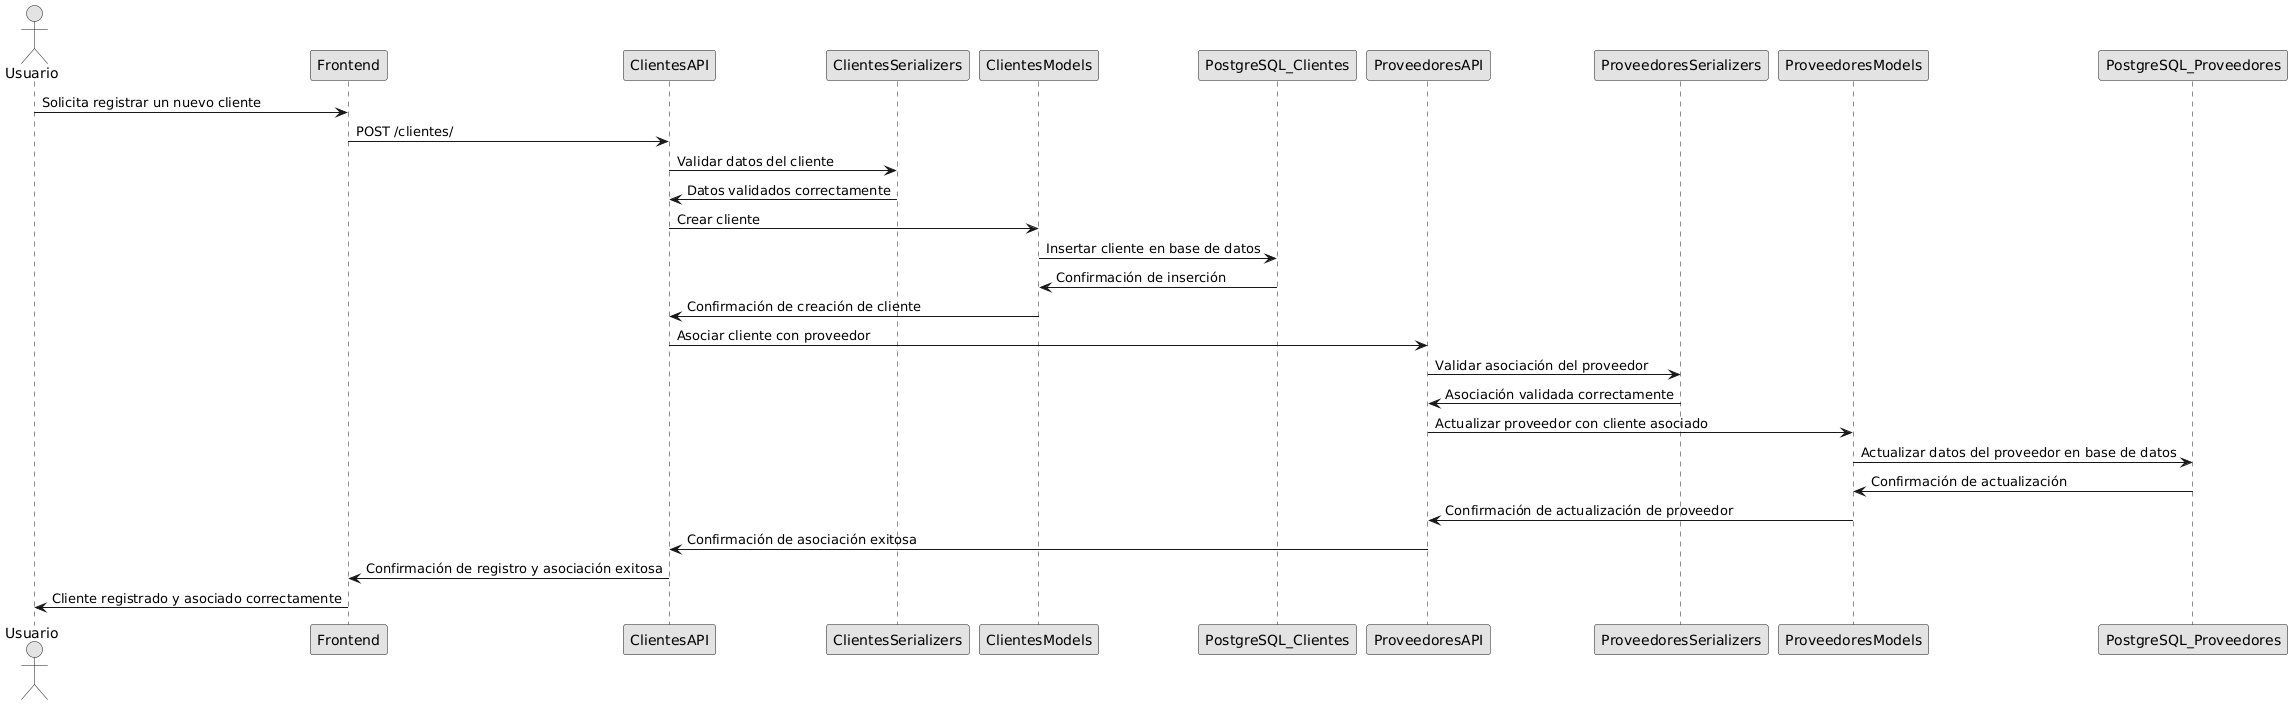 Usuario
Frontend
ClientesAPI
ClientesSerializers
ClientesModels
PostgreSQL_Clientes
ProveedoresAPI
ProveedoresSerializers
ProveedoresModels
PostgreSQL_Proveedores
Solicita registrar un nuevo cliente
POST /clientes/
Validar datos del cliente
Datos validados correctamente
Crear cliente
Insertar cliente en base de datos
Confirmación de inserción
Confirmación de creación de cliente
Asociar cliente con proveedor
Validar asociación del proveedor
Asociación validada correctamente
Actualizar proveedor con cliente asociado
Actualizar datos del proveedor en base de datos
Confirmación de actualización
Confirmación de actualización de proveedor
Confirmación de asociación exitosa
Confirmación de registro y asociación exitosa
Cliente registrado y asociado correctamente
Usuario
Frontend
ClientesAPI
ClientesSerializers
ClientesModels
PostgreSQL_Clientes
ProveedoresAPI
ProveedoresSerializers
ProveedoresModels
PostgreSQL_Proveedores